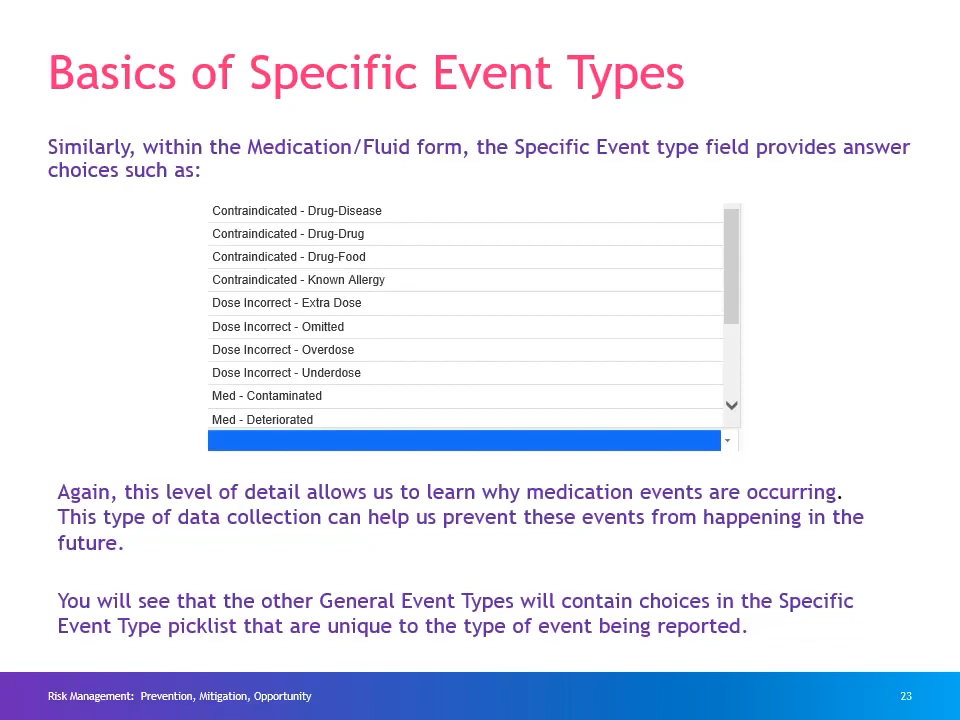 Basics of Specific Event Types
Similarly, within the Medication/Fluid form, the Specific Event type field provides answer
choices such as:
Contraindicated - Drug-Disease
Contraindicated - Drug-Drug
Contraindicated - Drug-Food
Contraindicated - Known Allergy
Dose Incorrect - Extra Dose
Dose Incorrect - Omitted
Dose Incorrect - Overdose
Dose Incorrect - Underdose
Med - Contaminated
Med - Deteriorated
Again, this level of detail allows us to learn why medication events are occurring.
This type of data collection can help us prevent these events from happening in the
future.
You will see that the other General Event Types will contain choices in the Specific
Event Type picklist that are unique to the type of event being reported.
Risk Management: Prevention, Mitigation, Opportunity
23